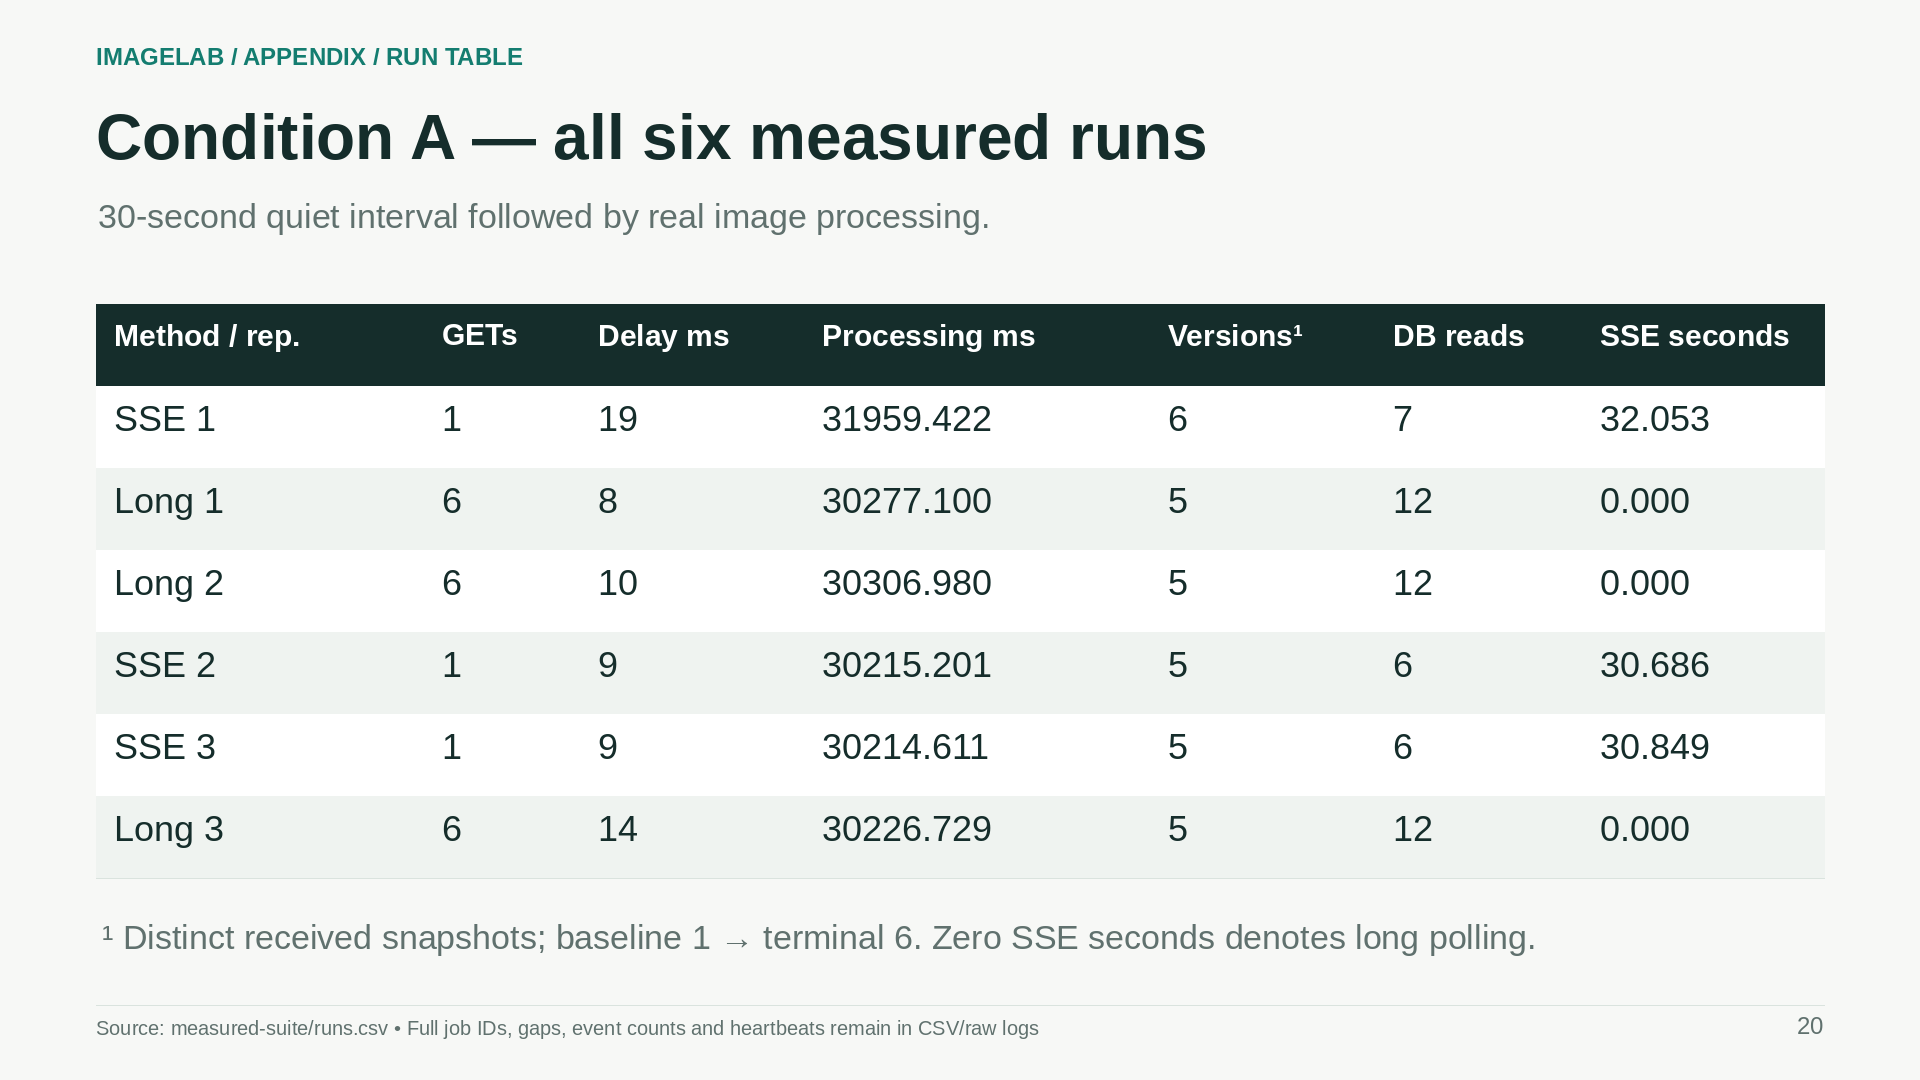 IMAGELAB / APPENDIX / RUN TABLE
Condition A — all six measured runs
30-second quiet interval followed by real image processing.
Method / rep. GETs Delay ms Processing ms Versions¹ DB reads SSE seconds
SSE 1 1 19 31959.422 6 7 32.053
Long 1 6 8 30277.100 5 12 0.000
Long 2 6 10 30306.980 5 12 0.000
SSE 2 1 9 30215.201 5 6 30.686
SSE 3 1 9 30214.611 5 6 30.849
Long 3 6 14 30226.729 5 12 0.000
¹ Distinct received snapshots; baseline 1 → terminal 6. Zero SSE seconds denotes long polling.
Source: measured-suite/runs.csv • Full job IDs, gaps, event counts and heartbeats remain in CSV/raw logs
20